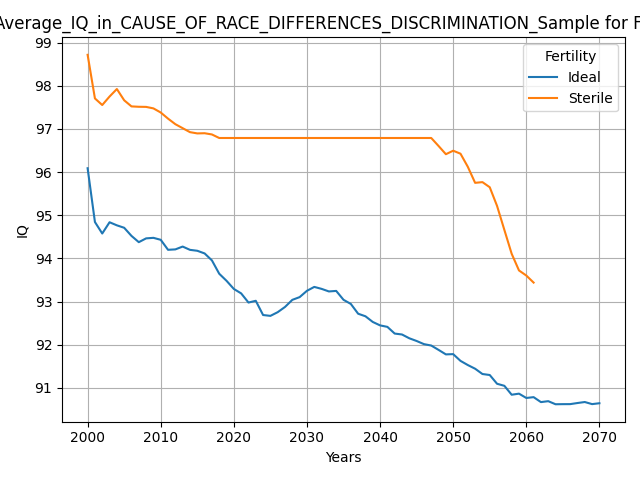 Average_IQ_in_CAUSE_OF_RACE_DIFFERENCES_DISCRIMINATION_Sample for F
99
98
97
96
95
94
93
92
91
IQ
Fertility
Ideal
Sterile
2000 2010 2020 2030 2040 2050 2060 2070
Years